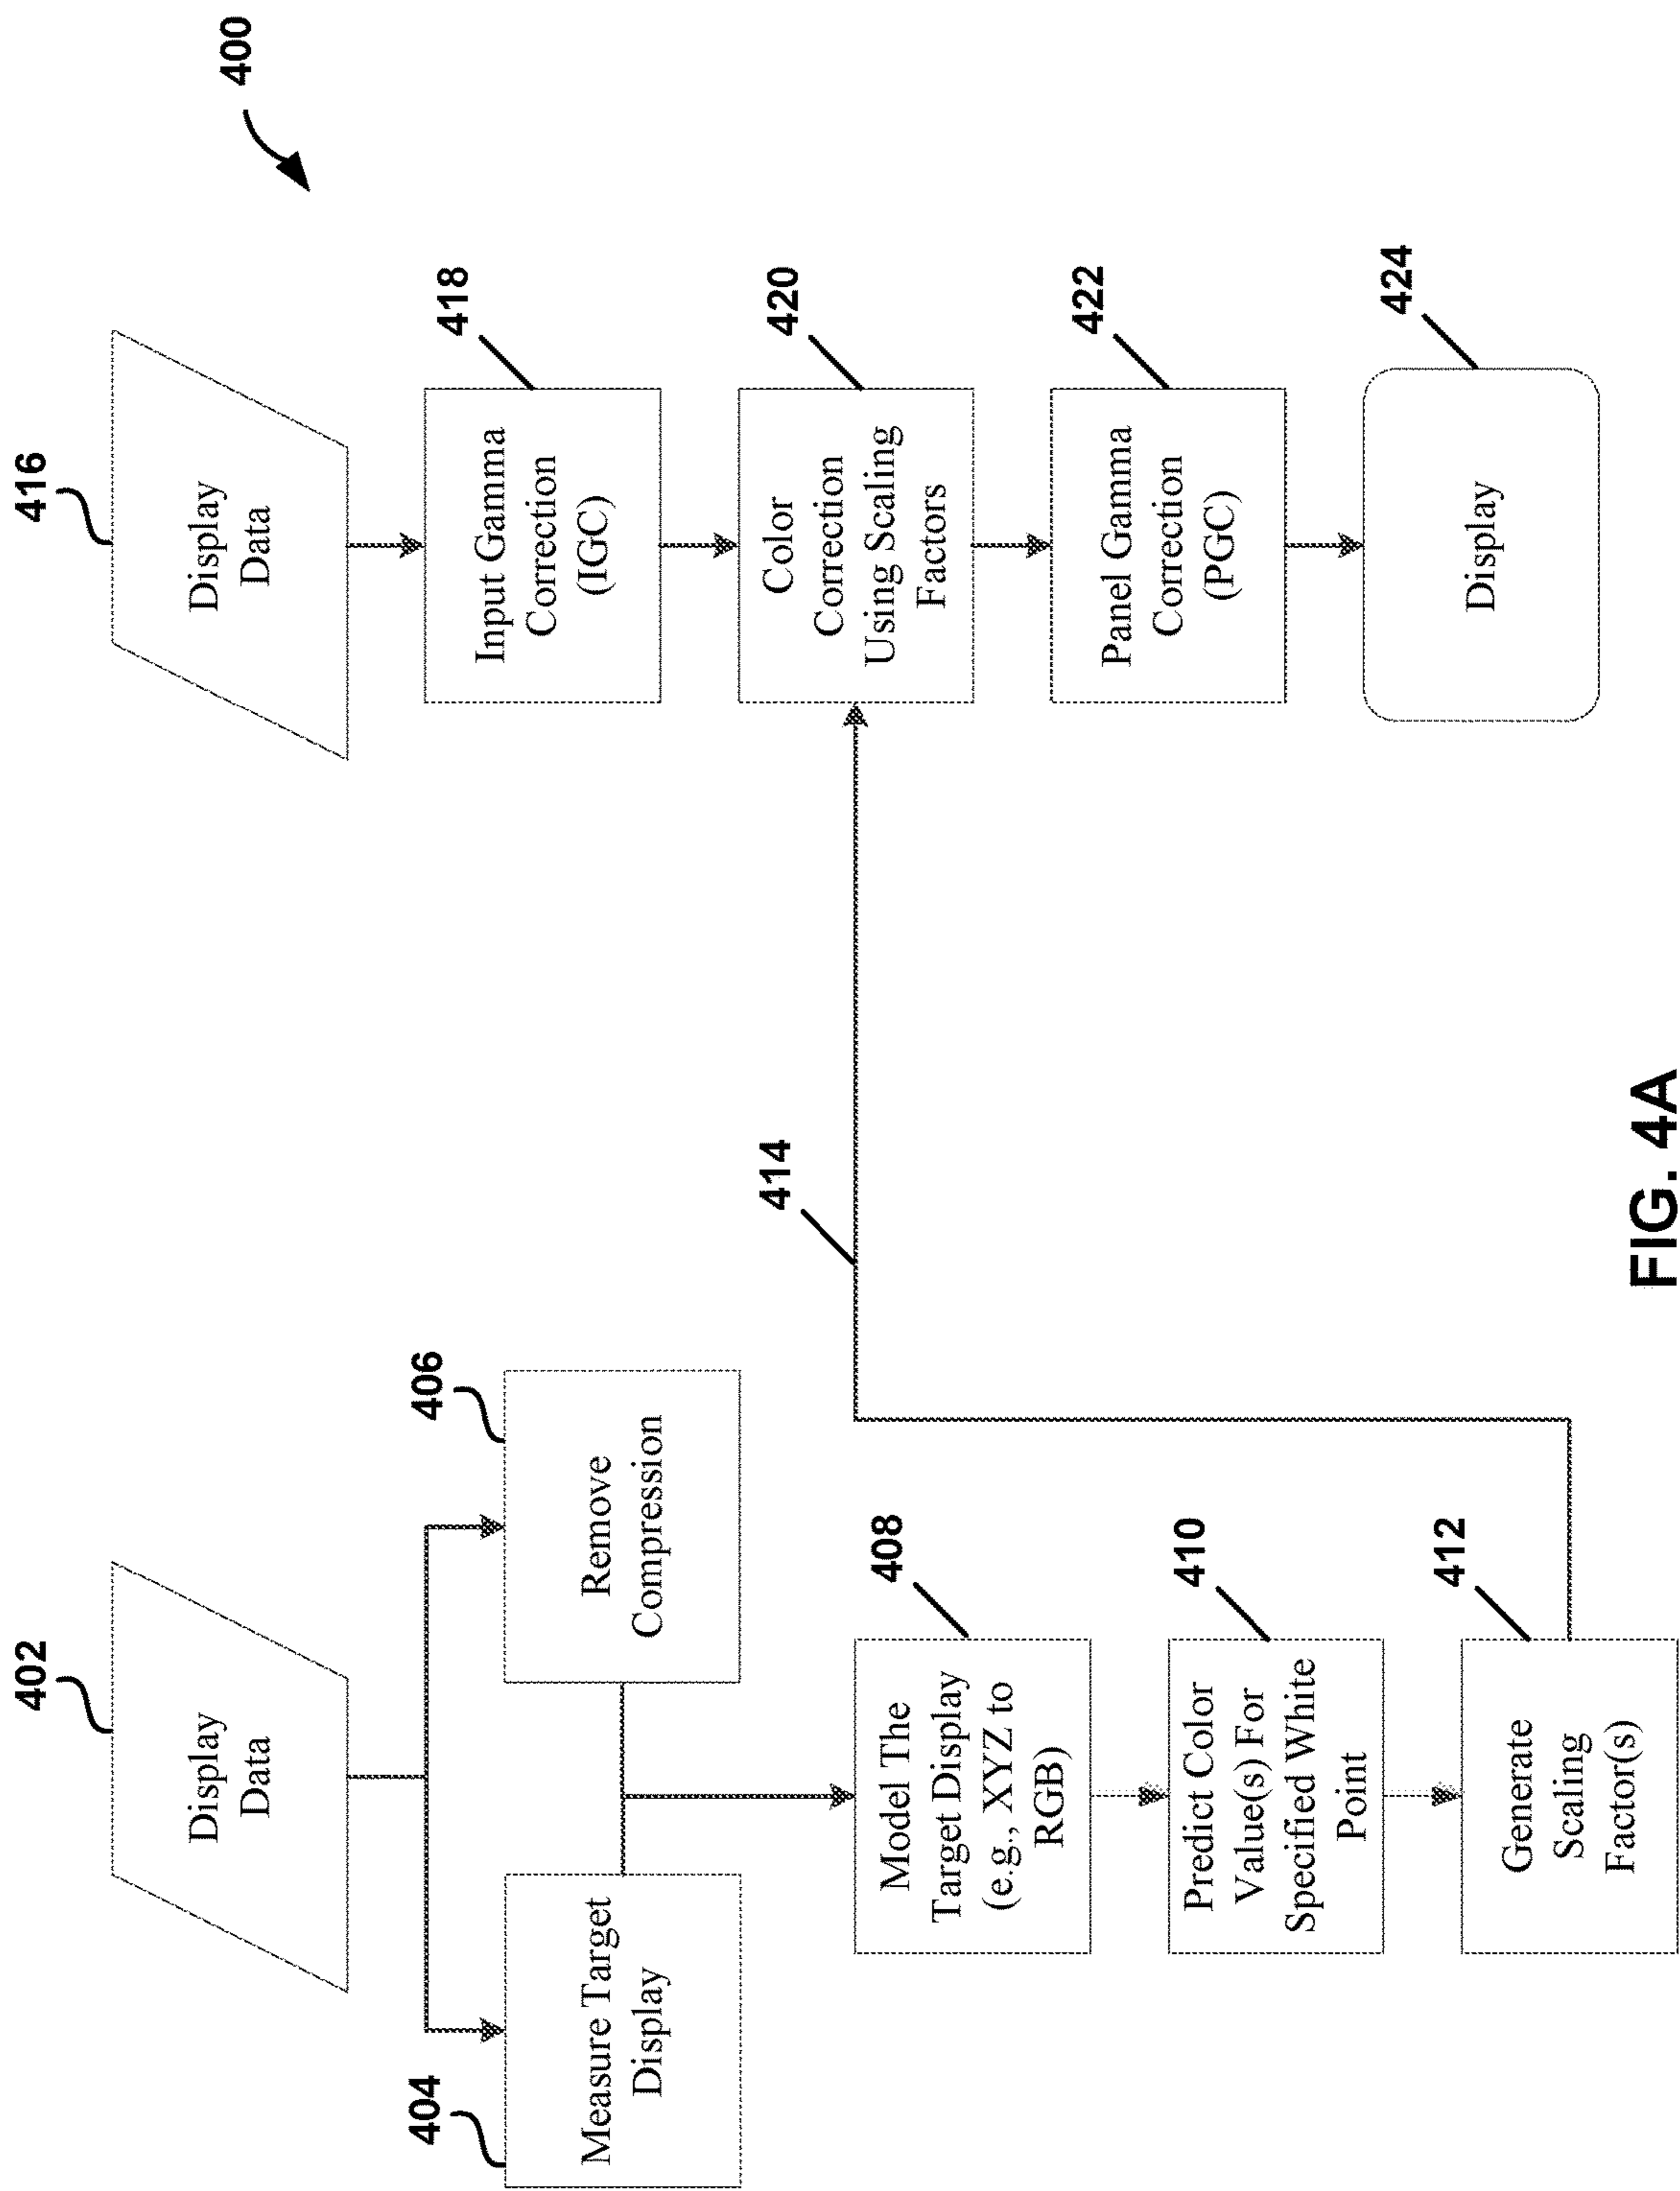 400
402
Display
Data
404
Measure Target
Display
406
Remove
Compression
408
Model The
Target Display
(e.g., XYZ to
RGB)
410
Predict Color
Value(s) For
Specified White
Point
412
Generate
Scaling
Factor(s)
414
416
Display
Data
418
Input Gamma
Correction
(IGC)
420
Color
Correction
Using Scaling
Factors
422
Panel Gamma
Correction
(PGC)
424
Display
FIG. 4A